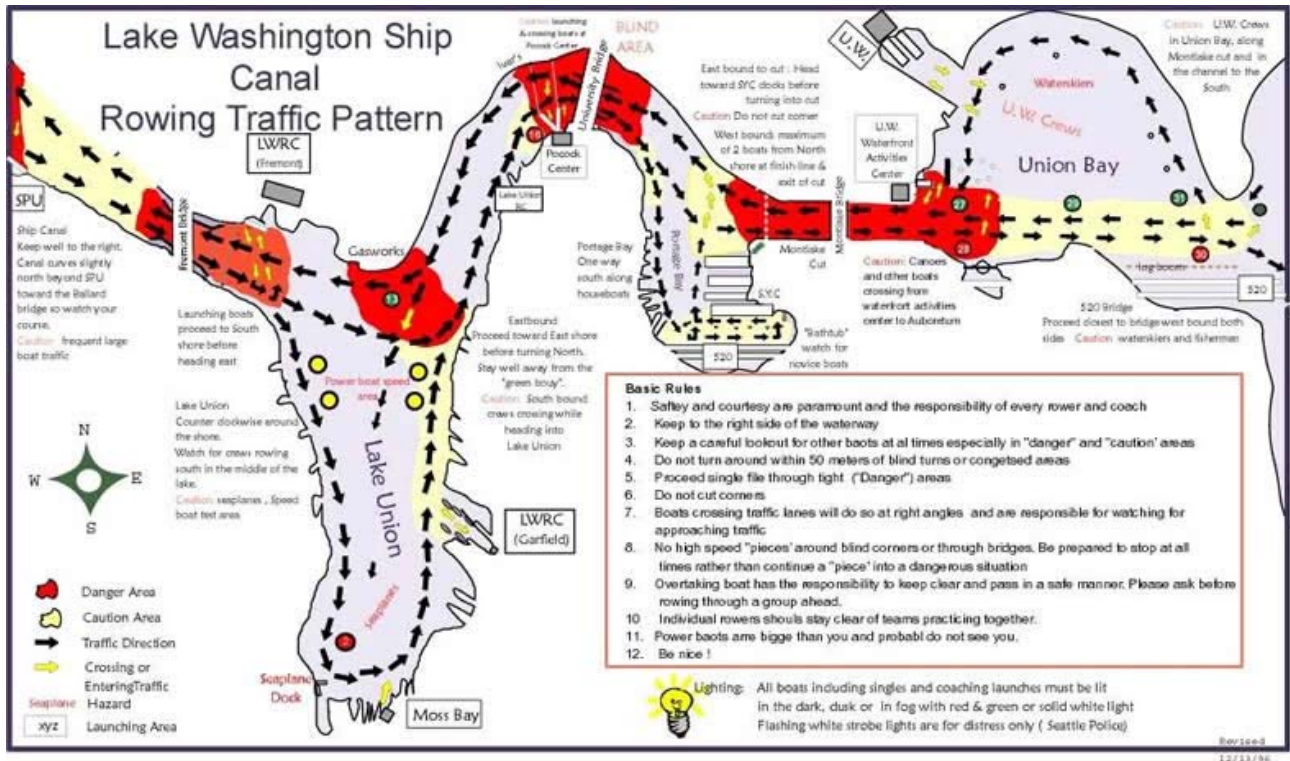 Lake Washington Ship
Canal
Rowing Traffic Pattern
LWRC
(Fremont)
SPU
Ship Canal
Keep well to the right.
Canal curves slightly
north beyond SPU
toward the Ballard
bridge so watch your
course.
Caution: frequent large
boat traffic
Fremont Bridge
Launching boats
proceed to South
shore before
heading east
Lake Union
Counter clockwise around
the shore.
Watch for crews rowing
south in the middle of the
lake.
Caution: seaplanes, Speed
boat test area
Gasworks
Power boat speed
area
Lake Union
Seaplanes
2
Seaplane
Dock
Moss Bay
LWRC
(Garfield)
Eastbound
Proceed toward East shore
before turning North.
Stay well away from the
"green bouy".
Caution: South bound
crews crowing while
heading into
Lake Union
Caution: launching
& crossing boats at
Pocock Center
Ivar's
University Bridge
BLIND
AREA
Pocock
Center
Lake Union
East bound to cut : Head
toward SYC docks before
turning into cut
Caution Do not cut corner
West bound: maximum
of 2 boats from North
shore at finish line &
exit of cut
Portage Bay
One way
south along
houseboats
Portage Bay
S.Y.C
520
"Bathtub"
watch for
novice boats
Montlake
Cut
Montlake Bridge
U.W.
U.W.
Waterfront
Activities
Center
Waterskiers
U.W. Crews
Union Bay
27
29
31
28
30
Caution: U.W. Crews
in Union Bay, along
Montlake cut and in
the channel to the
South
Caution: Canoes
and other boats
crossing from
waterfont activities
center to Auboretum
log boom
520
520 Bridge
Proceed closest to bridge west bound both
sides Caution: waterskiers and fishermen
Basic Rules
1. Saftey and courtesy are paramount and the responsibility of every rower and coach
2. Keep to the right side of the waterway
3. Keep a careful lookout for other baots at al times especially in "danger" and "caution' areas
4. Do not turn around within 50 meters of blind turns or congetsed areas
5. Proceed single file through tight ("Danger") areas
6. Do not cut corners
7. Boats crossing traffic lanes will do so at right angles and are responsible for watching for
approaching traffic
8. No high speed "pieces' around blind corners or through bridges. Be prepared to stop at all
times rather than continue a "piece' into a dangerous situation
9. Overtaking boat has the responsibility to keep clear and pass in a safe manner. Please ask before
rowing through a group ahead.
10 Individual rowers shouls stay clear of teams practicing together.
11. Power baots arre bigge than you and probabl do not see you.
12. Be nice !
N
W
E
S
Danger Area
Caution Area
Traffic Direction
Crossing or
EnteringTraffic
Seaplane Hazard
xyz Launching Area
Lighting: All boats including singles and coaching launches must be lit
in the dark, dusk or in fog with red & green or solid white light
Flashing white strobe lights are for distress only ( Seattle Police)
Revised
12/13/96